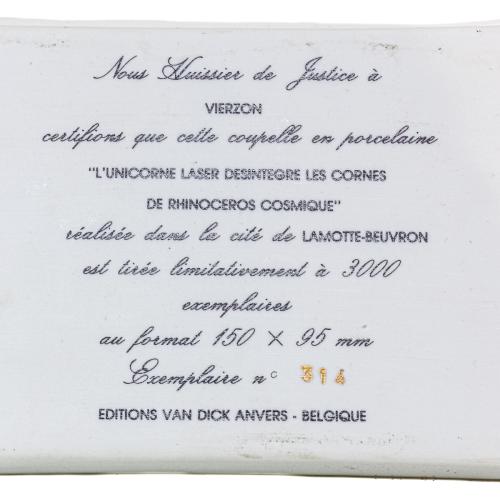 Nous Huissier de Justice à
VIERZON
certifions que cette coupelle en porcelaine
"L'UNICORNE LASER DESINTEGRE LES CORNES
DE RHINOCEROS COSMIQUE"
réalisée dans la cité de LAMOTTE-BEUVRON
est tirée limitativement à 3000
exemplaires
au format 150 X 95 mm
Exemplaire n° 314
EDITIONS VAN DICK ANVERS - BELGIQUE